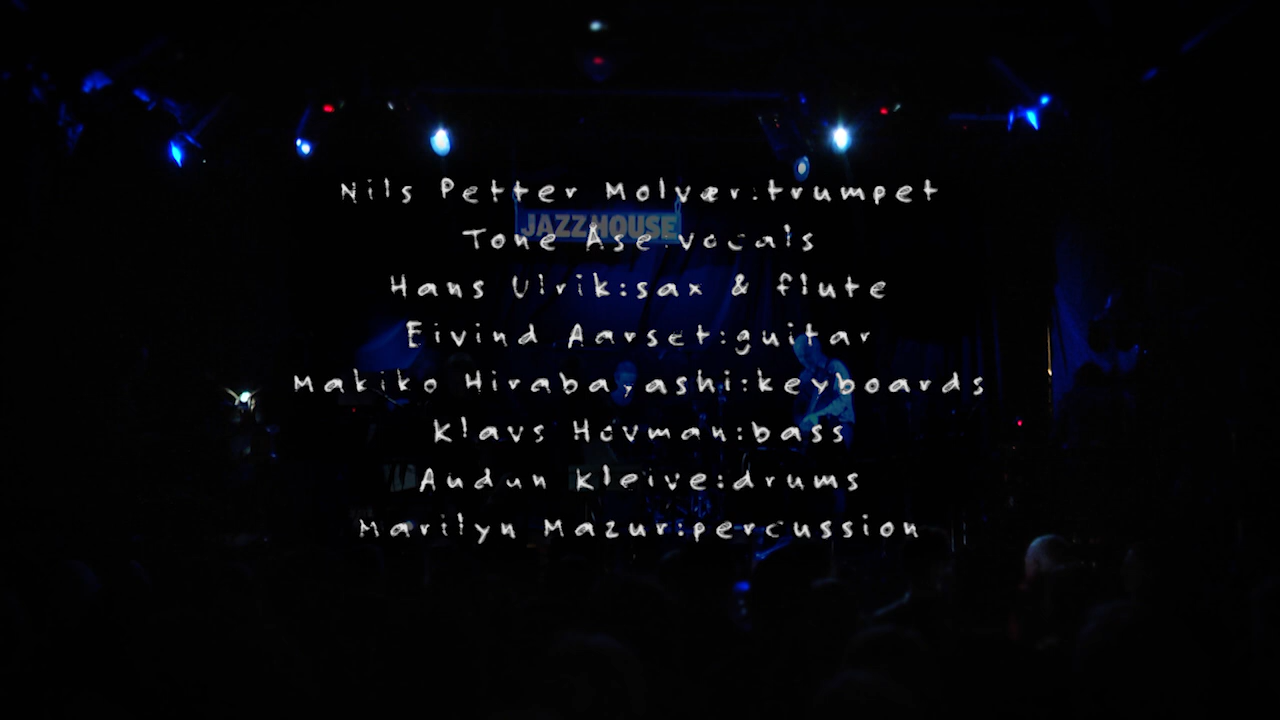 Nils Petter Molvær:trumpet
JAZZHOUSE
Tone Åse:vocals
Hans Ulrik:sax & flute
Eivind Aarset:guitar
Makiko Hirabayashi:keyboards
Klavs Hovman:bass
Audun Kleive:drums
Marilyn Mazur:percussion